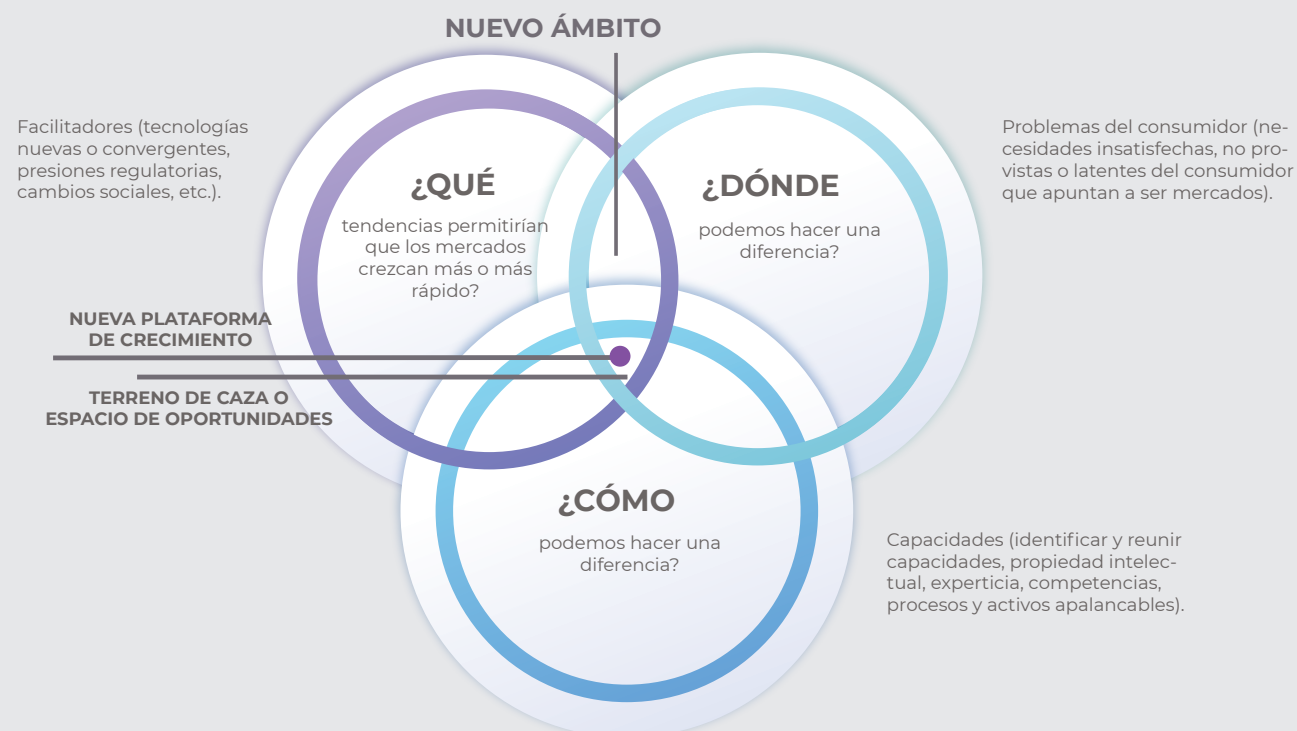 NUEVO ÁMBITO
Facilitadores (tecnologías
nuevas o convergentes,
presiones regulatorias,
cambios sociales, etc.).
¿QUÉ
tendencias permitirían
que los mercados
crezcan más o más
rápido?
¿DÓNDE
podemos hacer una
diferencia?
Problemas del consumidor (ne-
cesidades insatisfechas, no pro-
vistas o latentes del consumidor
que apuntan a ser mercados).
NUEVA PLATAFORMA
DE CRECIMIENTO
TERRENO DE CAZA O
ESPACIO DE OPORTUNIDADES
¿CÓMO
podemos hacer una
diferencia?
Capacidades (identificar y reunir
capacidades, propiedad intelec-
tual, experticia, competencias,
procesos y activos apalancables).